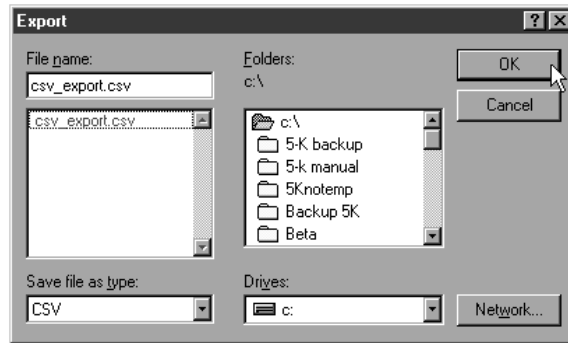 Export
File name:
csv_export.csv
csv_export.csv
Save file as type:
CSV
Folders:
c:\
c:\
5-K backup
5-k manual
5Knotemp
Backup 5K
Beta
Drives:
c:
OK
Cancel
Network...